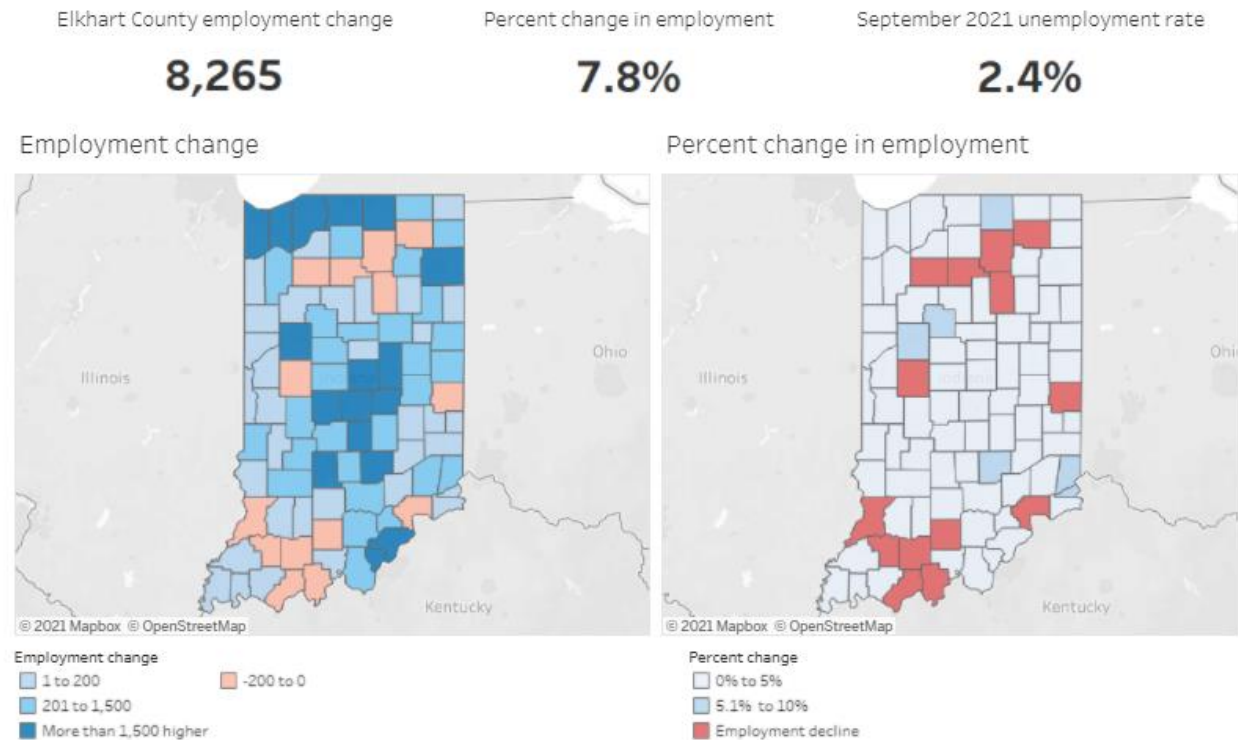 Elkhart County employment change
Percent change in employment
September 2021 unemployment rate
8,265
7.8%
2.4%
Employment change
Percent change in employment
Illinois
Ohio
Kentucky
© 2021 Mapbox © OpenStreetMap
Illinois
Ohi
Kentucky
© 2021 Mapbox © OpenStreetMap
Employment change
1 to 200
-200 to 0
201 to 1,500
More than 1,500 higher
Percent change
0% to 5%
5.1% to 10%
Employment decline